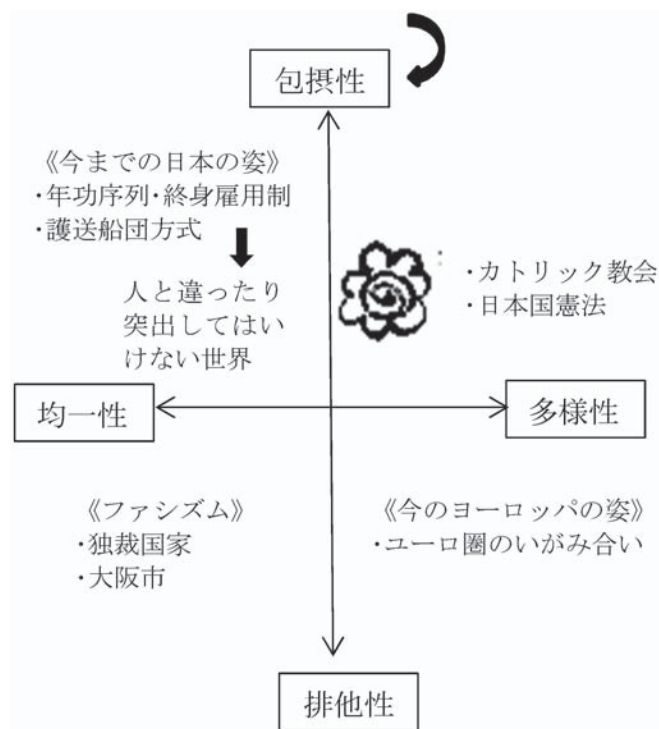 包摂性
《今までの日本の姿》
・年功序列・終身雇用制
・護送船団方式
人と違ったり
突出してはい
けない世界
・カトリック教会
・日本国憲法
均一性
多様性
《ファシズム》
・独裁国家
・大阪市
《今のヨーロッパの姿》
・ユーロ圏のいがみ合い
排他性